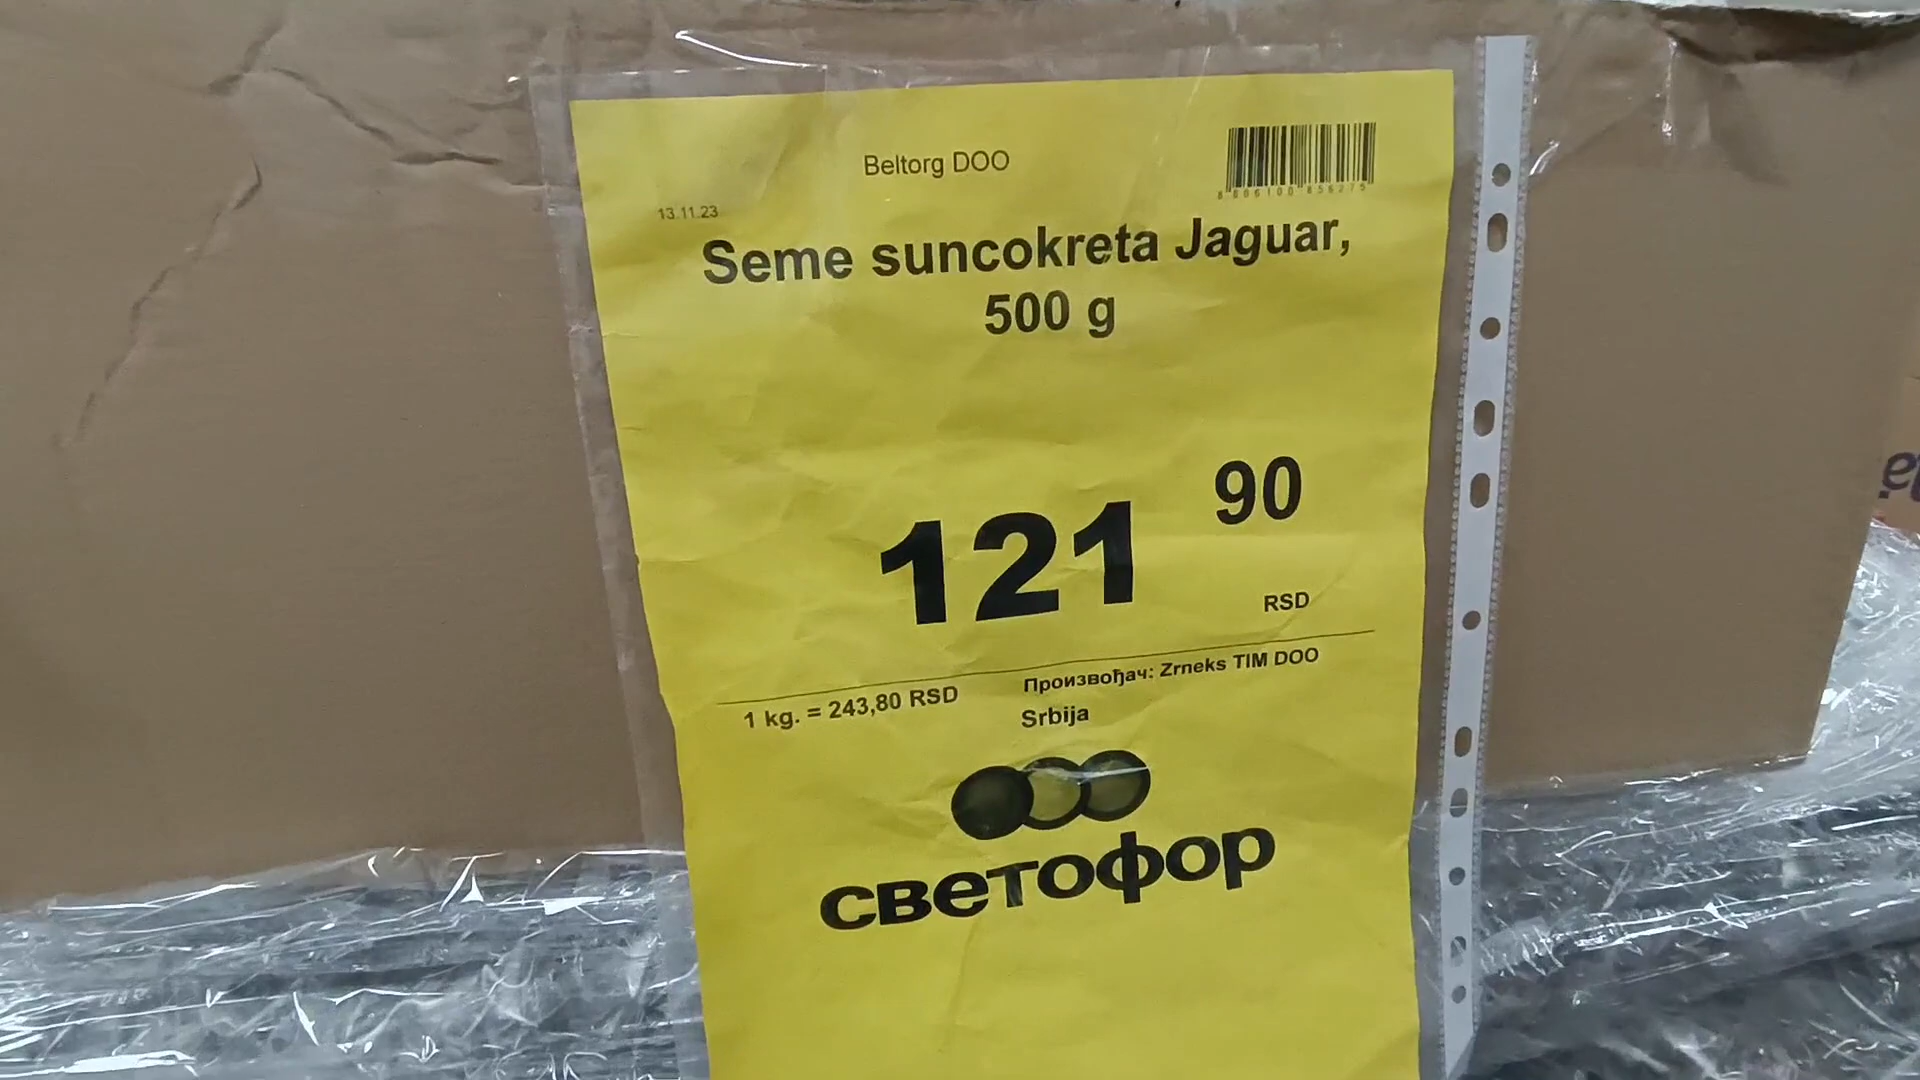 Beltorg DOO
13.11.23
Seme suncokreta Jaguar,
500 g
121 90
RSD
1 kg. = 243,80 RSD
Произвођач: Zrneks TIM DOO
Srbija
светофор